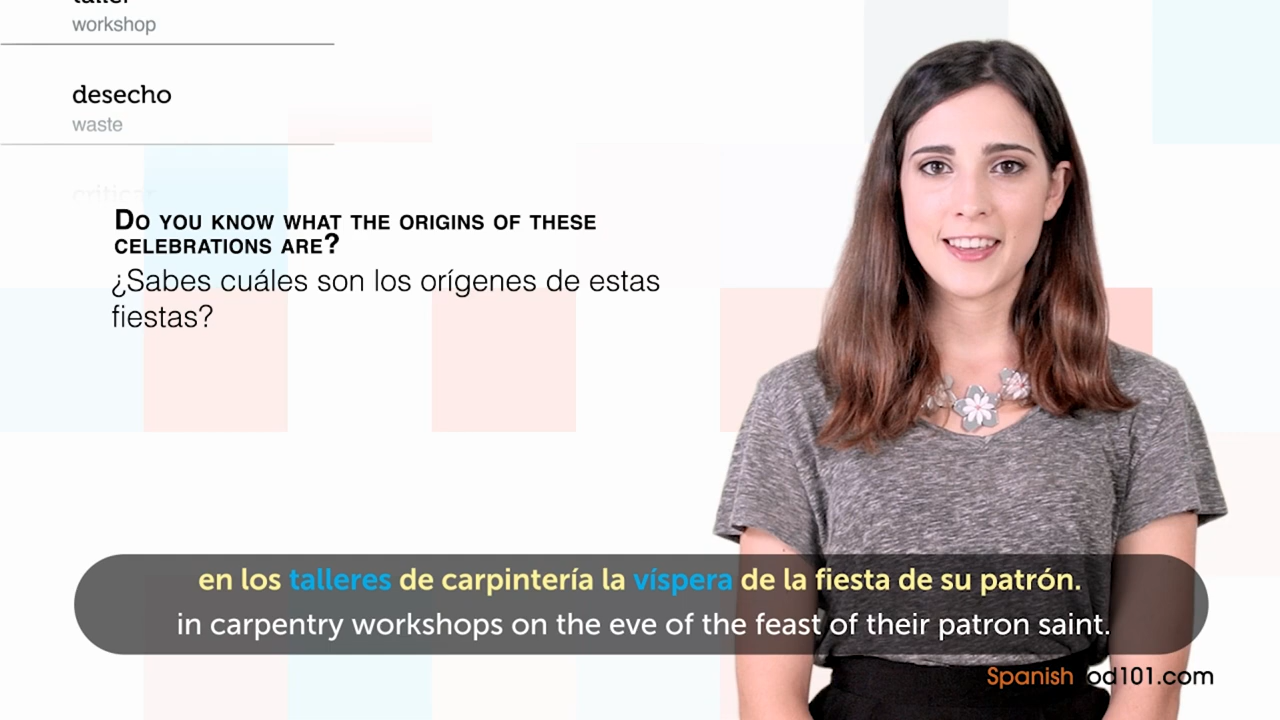 workshop
desecho
waste
criticar
DO YOU KNOW WHAT THE ORIGINS OF THESE
CELEBRATIONS ARE?
¿Sabes cuáles son los orígenes de estas
fiestas?
en los talleres de carpintería la víspera de la fiesta de su patrón.
in carpentry workshops on the eve of the feast of their patron saint.
Spanish od101.com